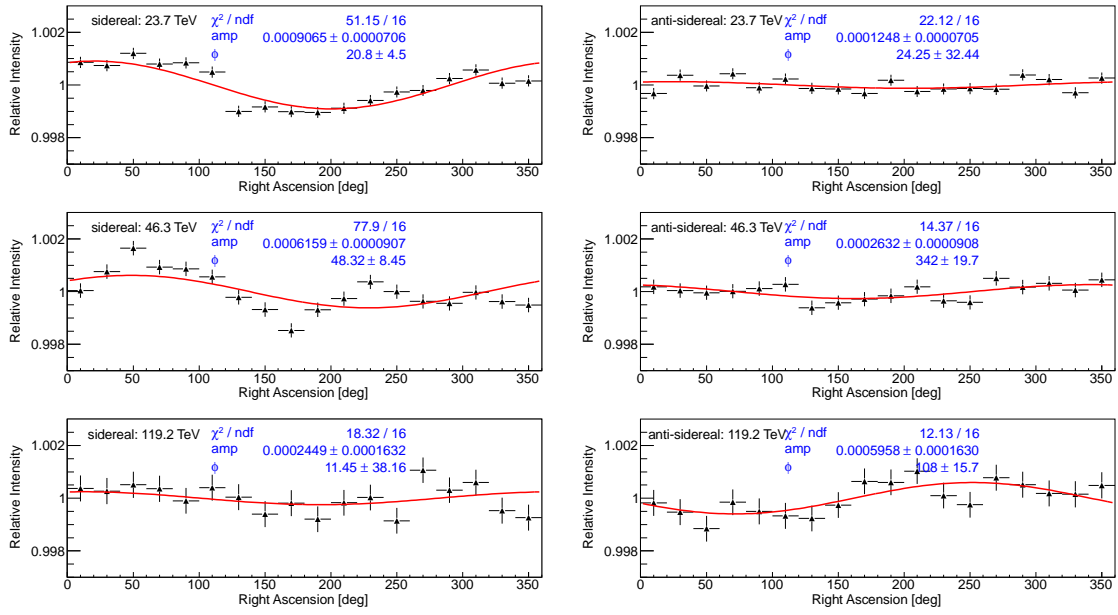 sidereal: 23.7 TeV
χ² / ndf 51.15 / 16
amp 0.0009065 ± 0.0000706
ϕ 20.8 ± 4.5
1.002
1
0.998
Relative Intensity
0 50 100 150 200 250 300 350
Right Ascension [deg]
anti-sidereal: 23.7 TeV
χ² / ndf 22.12 / 16
amp 0.0001248 ± 0.0000705
ϕ 24.25 ± 32.44
1.002
1
0.998
Relative Intensity
0 50 100 150 200 250 300 350
Right Ascension [deg]
sidereal: 46.3 TeV
χ² / ndf 77.9 / 16
amp 0.0006159 ± 0.0000907
ϕ 48.32 ± 8.45
1.002
1
0.998
Relative Intensity
0 50 100 150 200 250 300 350
Right Ascension [deg]
anti-sidereal: 46.3 TeV
χ² / ndf 14.37 / 16
amp 0.0002632 ± 0.0000908
ϕ 342 ± 19.7
1.002
1
0.998
Relative Intensity
0 50 100 150 200 250 300 350
Right Ascension [deg]
sidereal: 119.2 TeV
χ² / ndf 18.32 / 16
amp 0.0002449 ± 0.0001632
ϕ 11.45 ± 38.16
1.002
1
0.998
Relative Intensity
0 50 100 150 200 250 300 350
Right Ascension [deg]
anti-sidereal: 119.2 TeV
χ² / ndf 12.13 / 16
amp 0.0005958 ± 0.0001630
ϕ 108 ± 15.7
1.002
1
0.998
Relative Intensity
0 50 100 150 200 250 300 350
Right Ascension [deg]